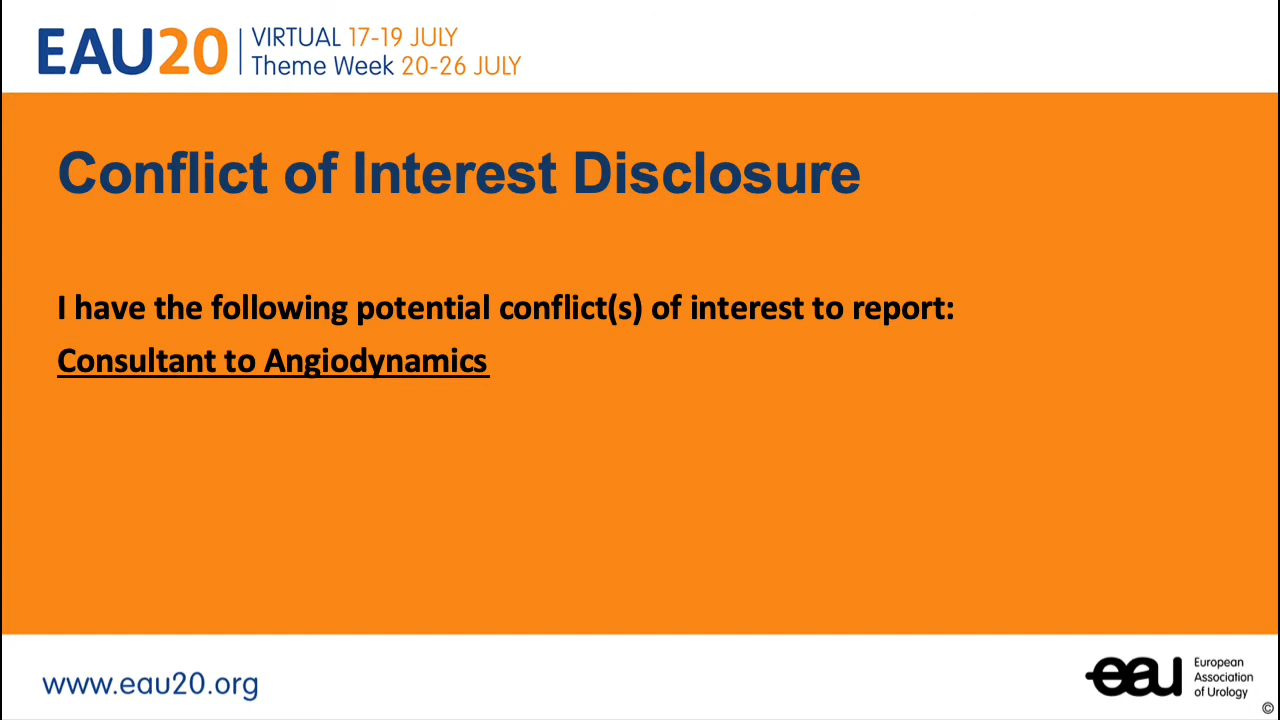 EAU20
VIRTUAL 17-19 JULY
Theme Week 20-26 JULY
Conflict of Interest Disclosure
I have the following potential conflict(s) of interest to report:
Consultant to Angiodynamics
www.eau20.org
eau
European
Association
of Urology
©